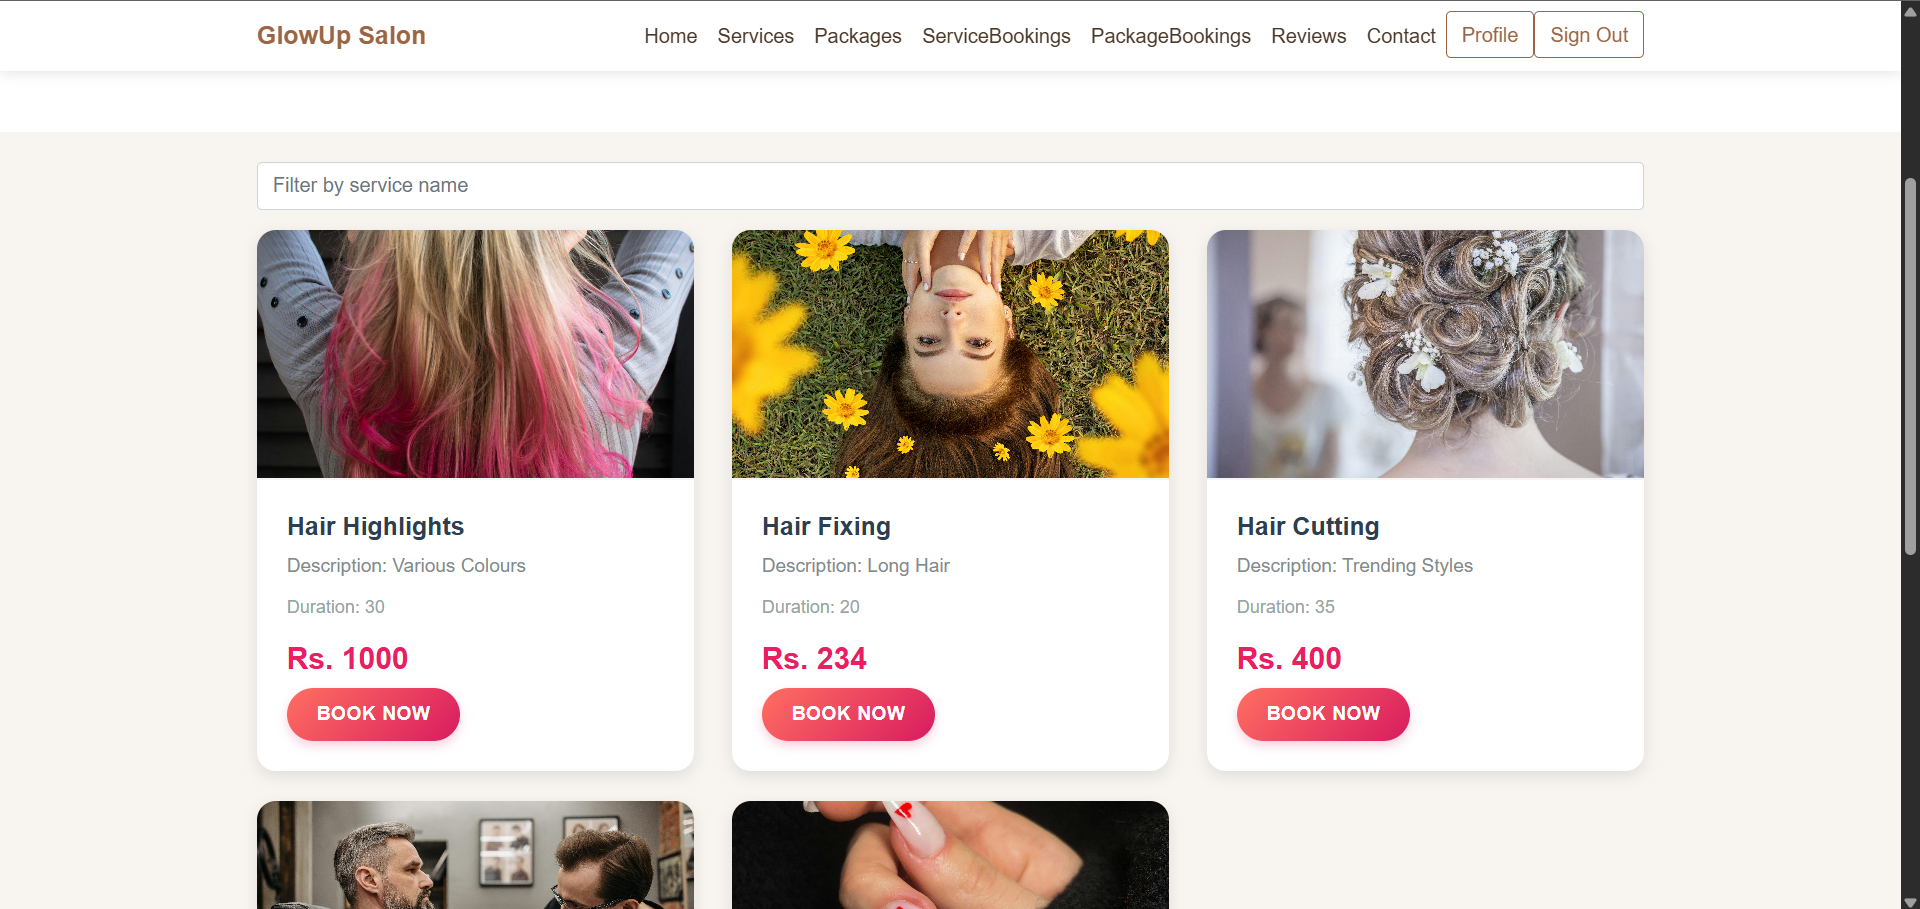 GlowUp Salon
Home Services Packages ServiceBookings PackageBookings Reviews Contact Profile Sign Out
Filter by service name
Hair Highlights
Description: Various Colours
Duration: 30
Rs. 1000
BOOK NOW
Hair Fixing
Description: Long Hair
Duration: 20
Rs. 234
BOOK NOW
Hair Cutting
Description: Trending Styles
Duration: 35
Rs. 400
BOOK NOW